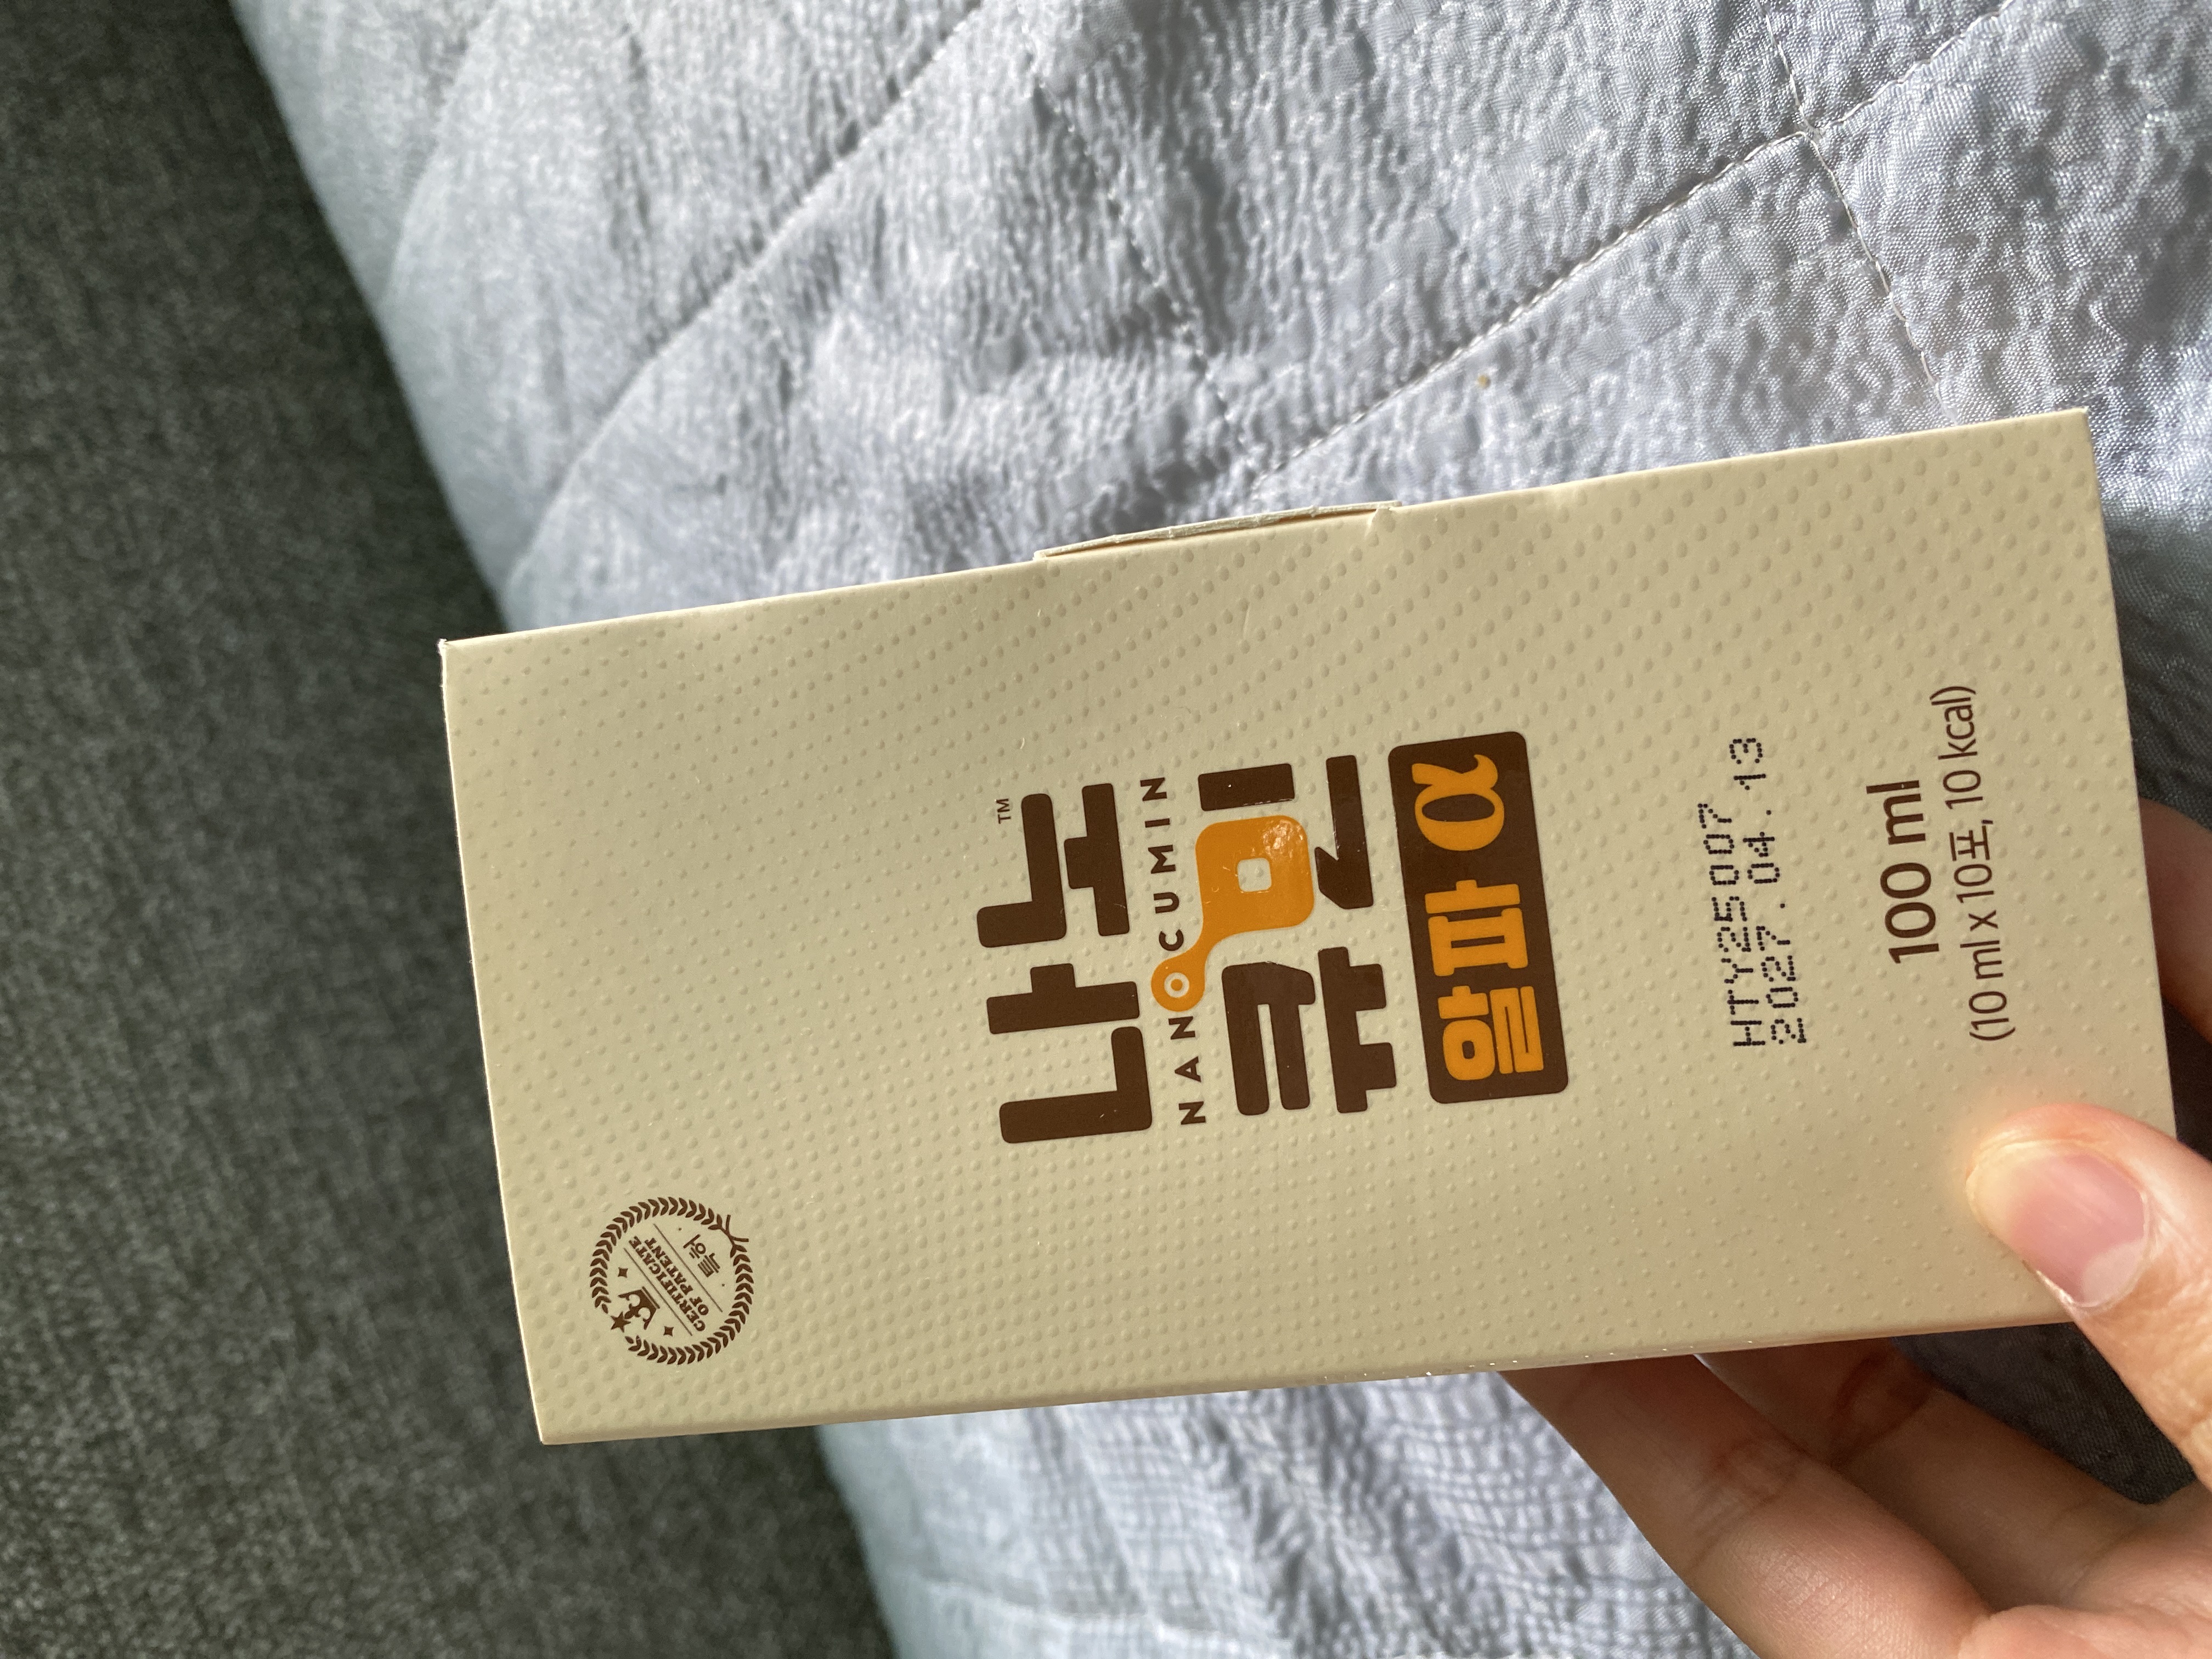 CERTIFICATE
OF PATENT
특허
나노™
NANOCUMIN
큐민
알파 α
HTY25007
2027.04.13
100 ml
(10 ml x 10포, 10 kcal)